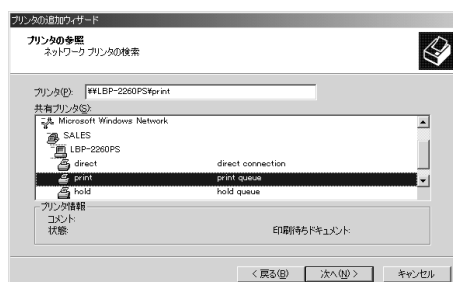 プリンタの追加ウィザード
プリンタの参照
ネットワーク プリンタの検索
プリンタ(P): ¥¥LBP-2260PS¥print
共有プリンタ(S):
Microsoft Windows Network
SALES
LBP-2260PS
direct direct connection
print print queue
hold hold queue
プリンタ情報
コメント:
状態: 印刷待ちドキュメント:
< 戻る(B) 次へ(N) > キャンセル